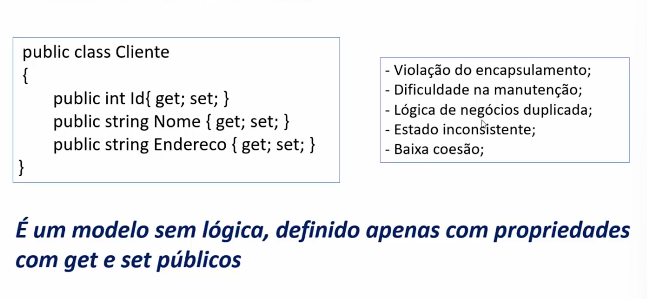 public class Cliente
{
public int Id{ get; set; }
public string Nome { get; set; }
public string Endereco { get; set; }
}
- Violação do encapsulamento;
- Dificuldade na manutenção;
- Lógica de negócios duplicada;
- Estado inconsistente;
- Baixa coesão;
É um modelo sem lógica, definido apenas com propriedades
com get e set públicos